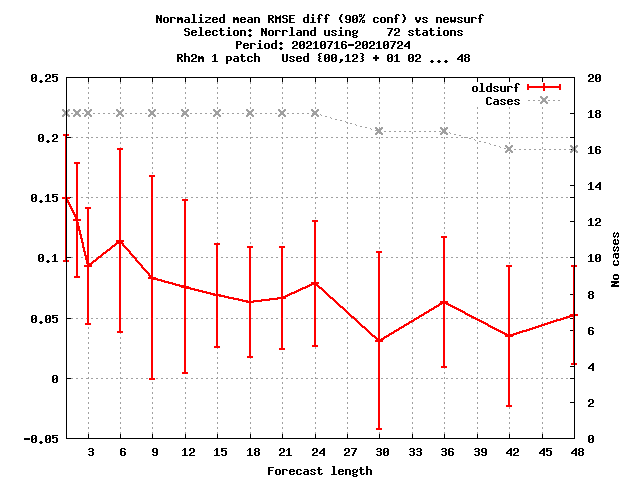 Normalized mean RMSE diff (90% conf) vs newsurf
Selection: Norrland using    72 stations
Period: 20210716-20210724
Rh2m 1 patch   Used {00,12} + 01 02 ... 48
oldsurf
Cases
0.25
0.2
0.15
0.1
0.05
0
-0.05
20
18
16
14
12
10
8
6
4
2
0
No cases
3 6 9 12 15 18 21 24 27 30 33 36 39 42 45 48
Forecast length